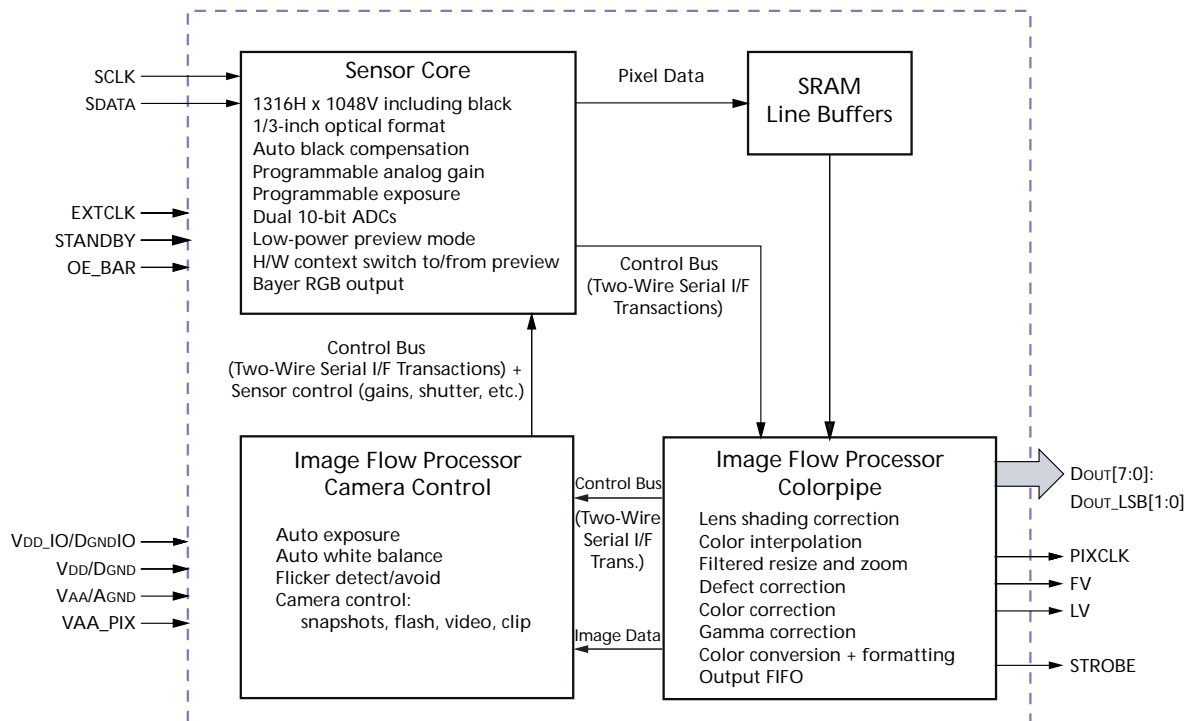 SCLK
SDATA
EXTCLK
STANDBY
OE_BAR
VDD_IO/DGNDIO
VDD/DGND
VAA/AGND
VAA_PIX
Sensor Core
1316H x 1048V including black
1/3-inch optical format
Auto black compensation
Programmable analog gain
Programmable exposure
Dual 10-bit ADCs
Low-power preview mode
H/W context switch to/from preview
Bayer RGB output
Pixel Data
SRAM
Line Buffers
Control Bus
(Two-Wire Serial I/F
Transactions)
Control Bus
(Two-Wire Serial I/F Transactions) +
Sensor control (gains, shutter, etc.)
Image Flow Processor
Camera Control
Auto exposure
Auto white balance
Flicker detect/avoid
Camera control:
snapshots, flash, video, clip
Control Bus
(Two-Wire
Serial I/F
Trans.)
Image Data
Image Flow Processor
Colorpipe
Lens shading correction
Color interpolation
Filtered resize and zoom
Defect correction
Color correction
Gamma correction
Color conversion + formatting
Output FIFO
DOUT[7:0]:
DOUT_LSB[1:0]
PIXCLK
FV
LV
STROBE